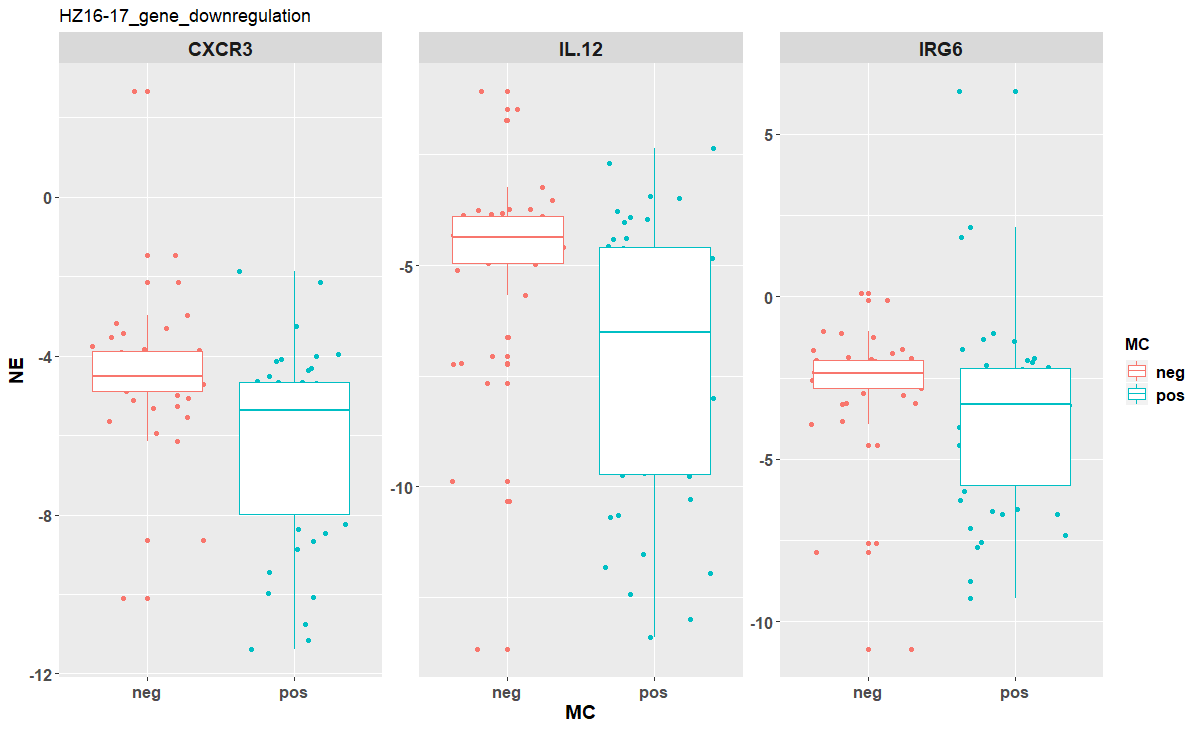 HZ16-17_gene_downregulation
CXCR3
IL.12
IRG6
NE
0
-4
-8
-12
-5
-10
5
0
-5
-10
neg
pos
neg
pos
neg
pos
MC
MC
neg
pos